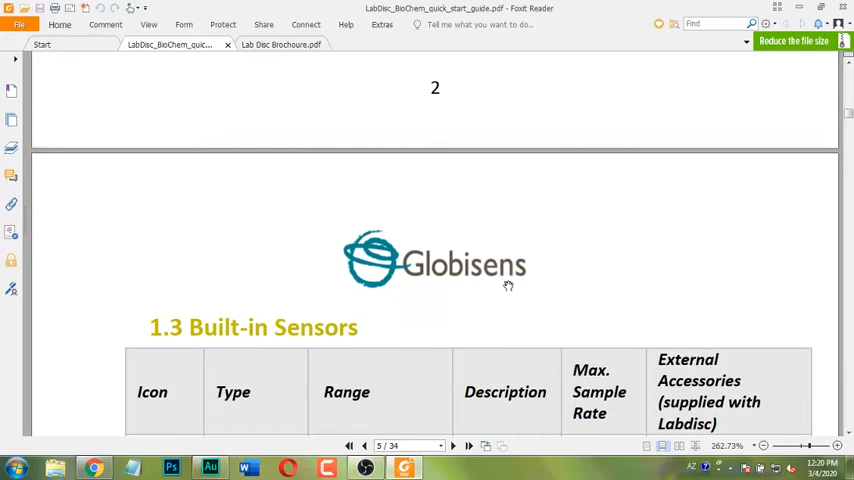 LabDisc_BioChem_quick_start_guide.pdf - Foxit Reader
File Home Comment View Form Protect Share Connect Help Extras Tell me what you want to do... Find
Start LabDisc_BioChem_quic... Lab Disc Brochoure.pdf Reduce the file size
2
Globisens
1.3 Built-in Sensors
Icon
Type
Range
Description
Max.
Sample
Rate
External
Accessories
(supplied with
Labdisc)
5 / 34 262.73%
AZ 12:20 PM
3/4/2020